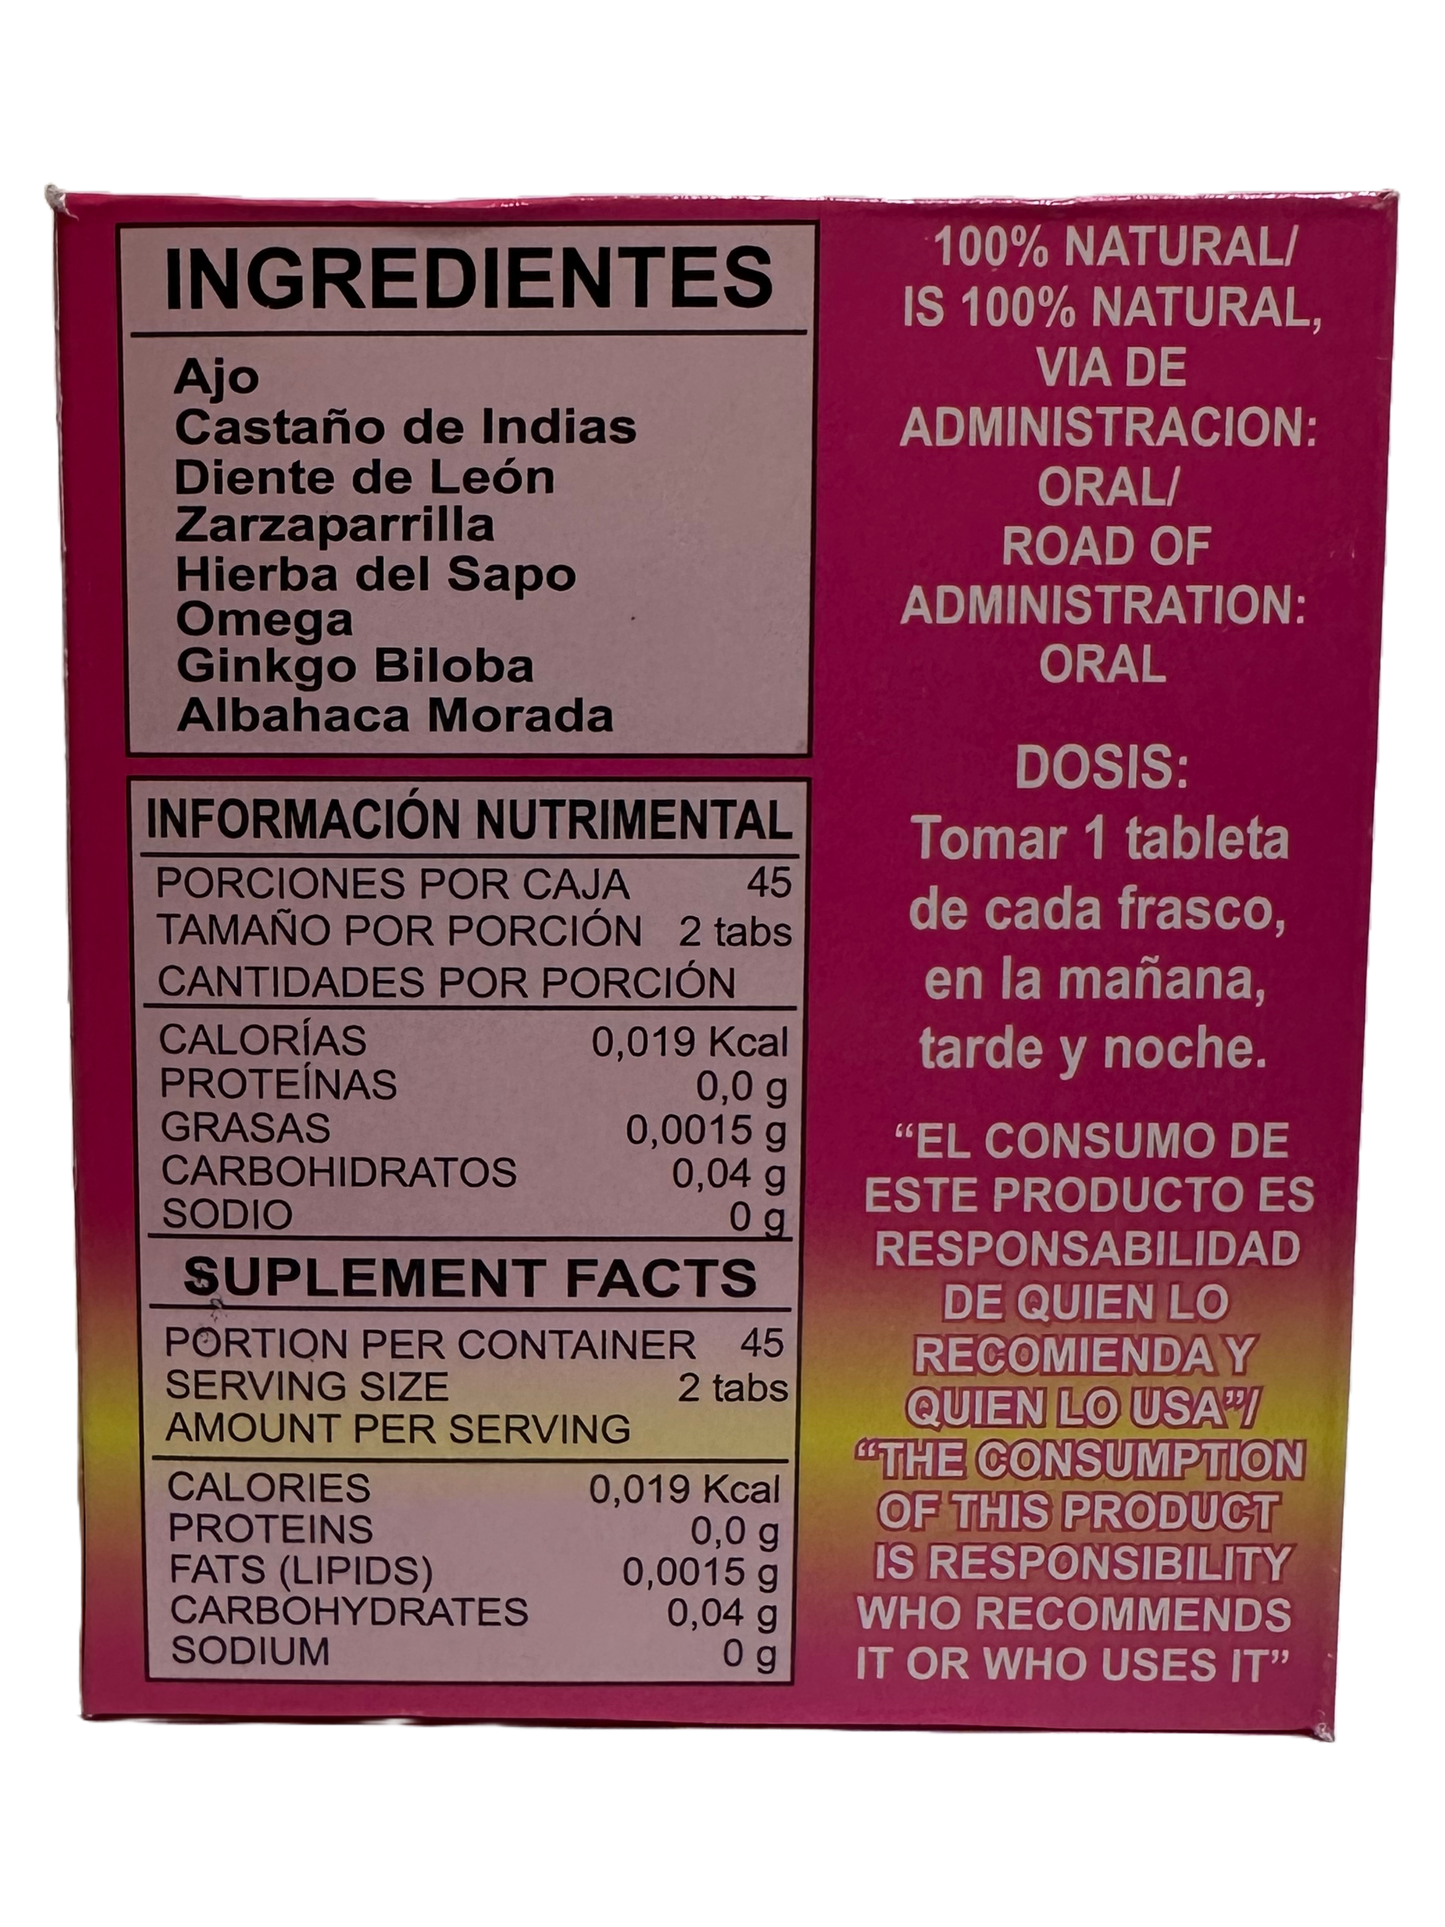 INGREDIENTES
Ajo
Castaño de Indias
Diente de León
Zarzaparrilla
Hierba del Sapo
Omega
Ginkgo Biloba
Albahaca Morada
INFORMACIÓN NUTRIMENTAL
PORCIONES POR CAJA 45
TAMAÑO POR PORCIÓN 2 tabs
CANTIDADES POR PORCIÓN
CALORÍAS 0,019 Kcal
PROTEÍNAS 0,0 g
GRASAS 0,0015 g
CARBOHIDRATOS 0,04 g
SODIO 0 g
SUPLEMENT FACTS
PORTION PER CONTAINER 45
SERVING SIZE 2 tabs
AMOUNT PER SERVING
CALORIES 0,019 Kcal
PROTEINS 0,0 g
FATS (LIPIDS) 0,0015 g
CARBOHYDRATES 0,04 g
SODIUM 0 g
100% NATURAL/
IS 100% NATURAL,
VIA DE
ADMINISTRACION:
ORAL/
ROAD OF
ADMINISTRATION:
ORAL
DOSIS:
Tomar 1 tableta
de cada frasco,
en la mañana,
tarde y noche.
“EL CONSUMO DE
ESTE PRODUCTO ES
RESPONSABILIDAD
DE QUIEN LO
RECOMIENDA Y
QUIEN LO USA”/
“THE CONSUMPTION
OF THIS PRODUCT
IS RESPONSIBILITY
WHO RECOMMENDS
IT OR WHO USES IT”